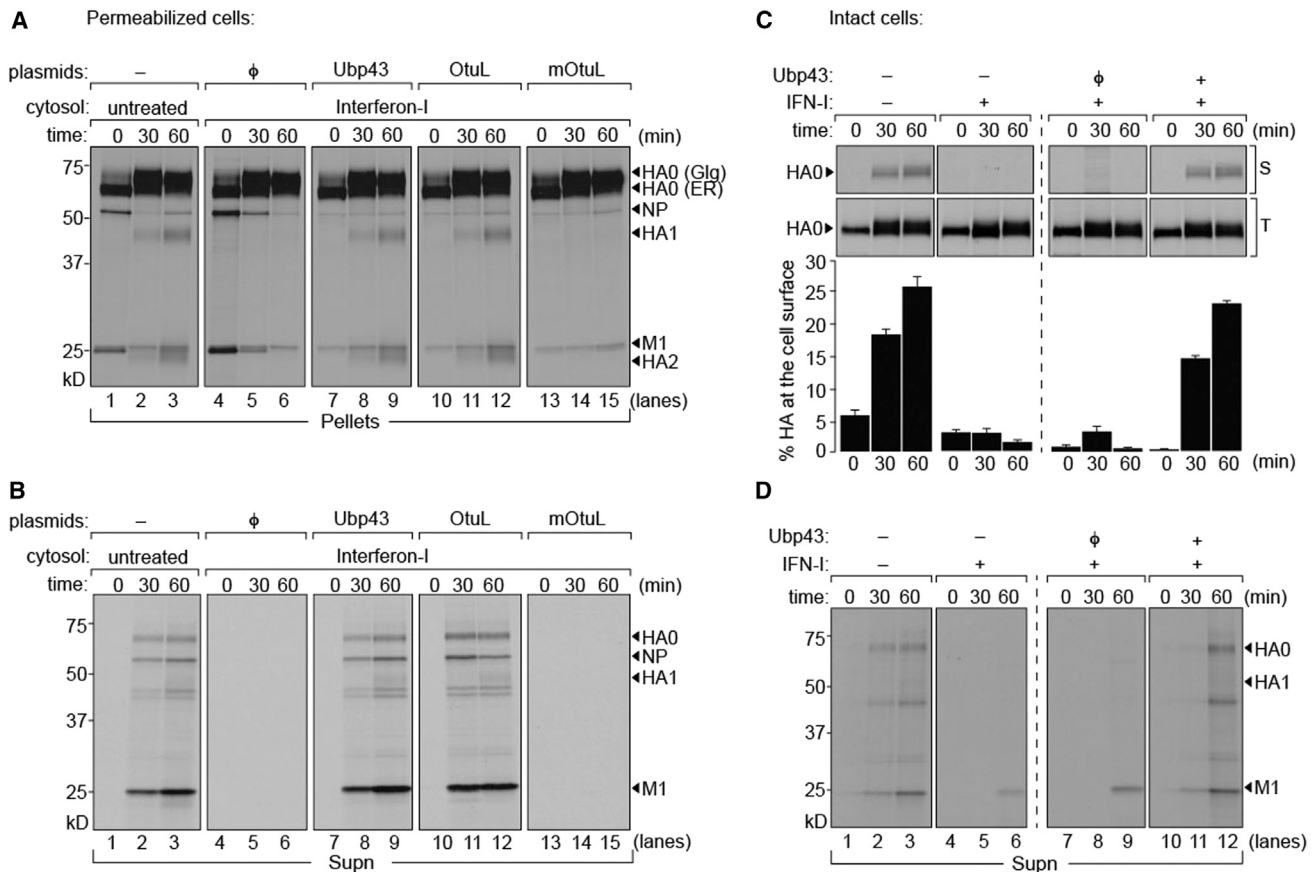 A Permeabilized cells:
plasmids: – ϕ Ubp43 OtuL mOtuL
cytosol: untreated Interferon-I
time: 0 30 60 0 30 60 0 30 60 0 30 60 0 30 60 (min)
75
50
37
25
kD
HA0 (Glg)
HA0 (ER)
NP
HA1
M1
HA2
1 2 3 4 5 6 7 8 9 10 11 12 13 14 15 (lanes)
Pellets
B
plasmids: – ϕ Ubp43 OtuL mOtuL
cytosol: untreated Interferon-I
time: 0 30 60 0 30 60 0 30 60 0 30 60 0 30 60 (min)
75
50
37
25
kD
HA0
NP
HA1
M1
1 2 3 4 5 6 7 8 9 10 11 12 13 14 15 (lanes)
Supn
C Intact cells:
Ubp43: – – ϕ +
IFN-I: – + + +
time: 0 30 60 0 30 60 0 30 60 0 30 60 (min)
HA0 S
HA0 T
% HA at the cell surface
30
25
20
15
10
5
0
0 30 60 0 30 60 0 30 60 0 30 60 (min)
D
Ubp43: – – ϕ +
IFN-I: – + + +
time: 0 30 60 0 30 60 0 30 60 0 30 60 (min)
75
50
37
25
kD
HA0
HA1
M1
1 2 3 4 5 6 7 8 9 10 11 12 (lanes)
Supn